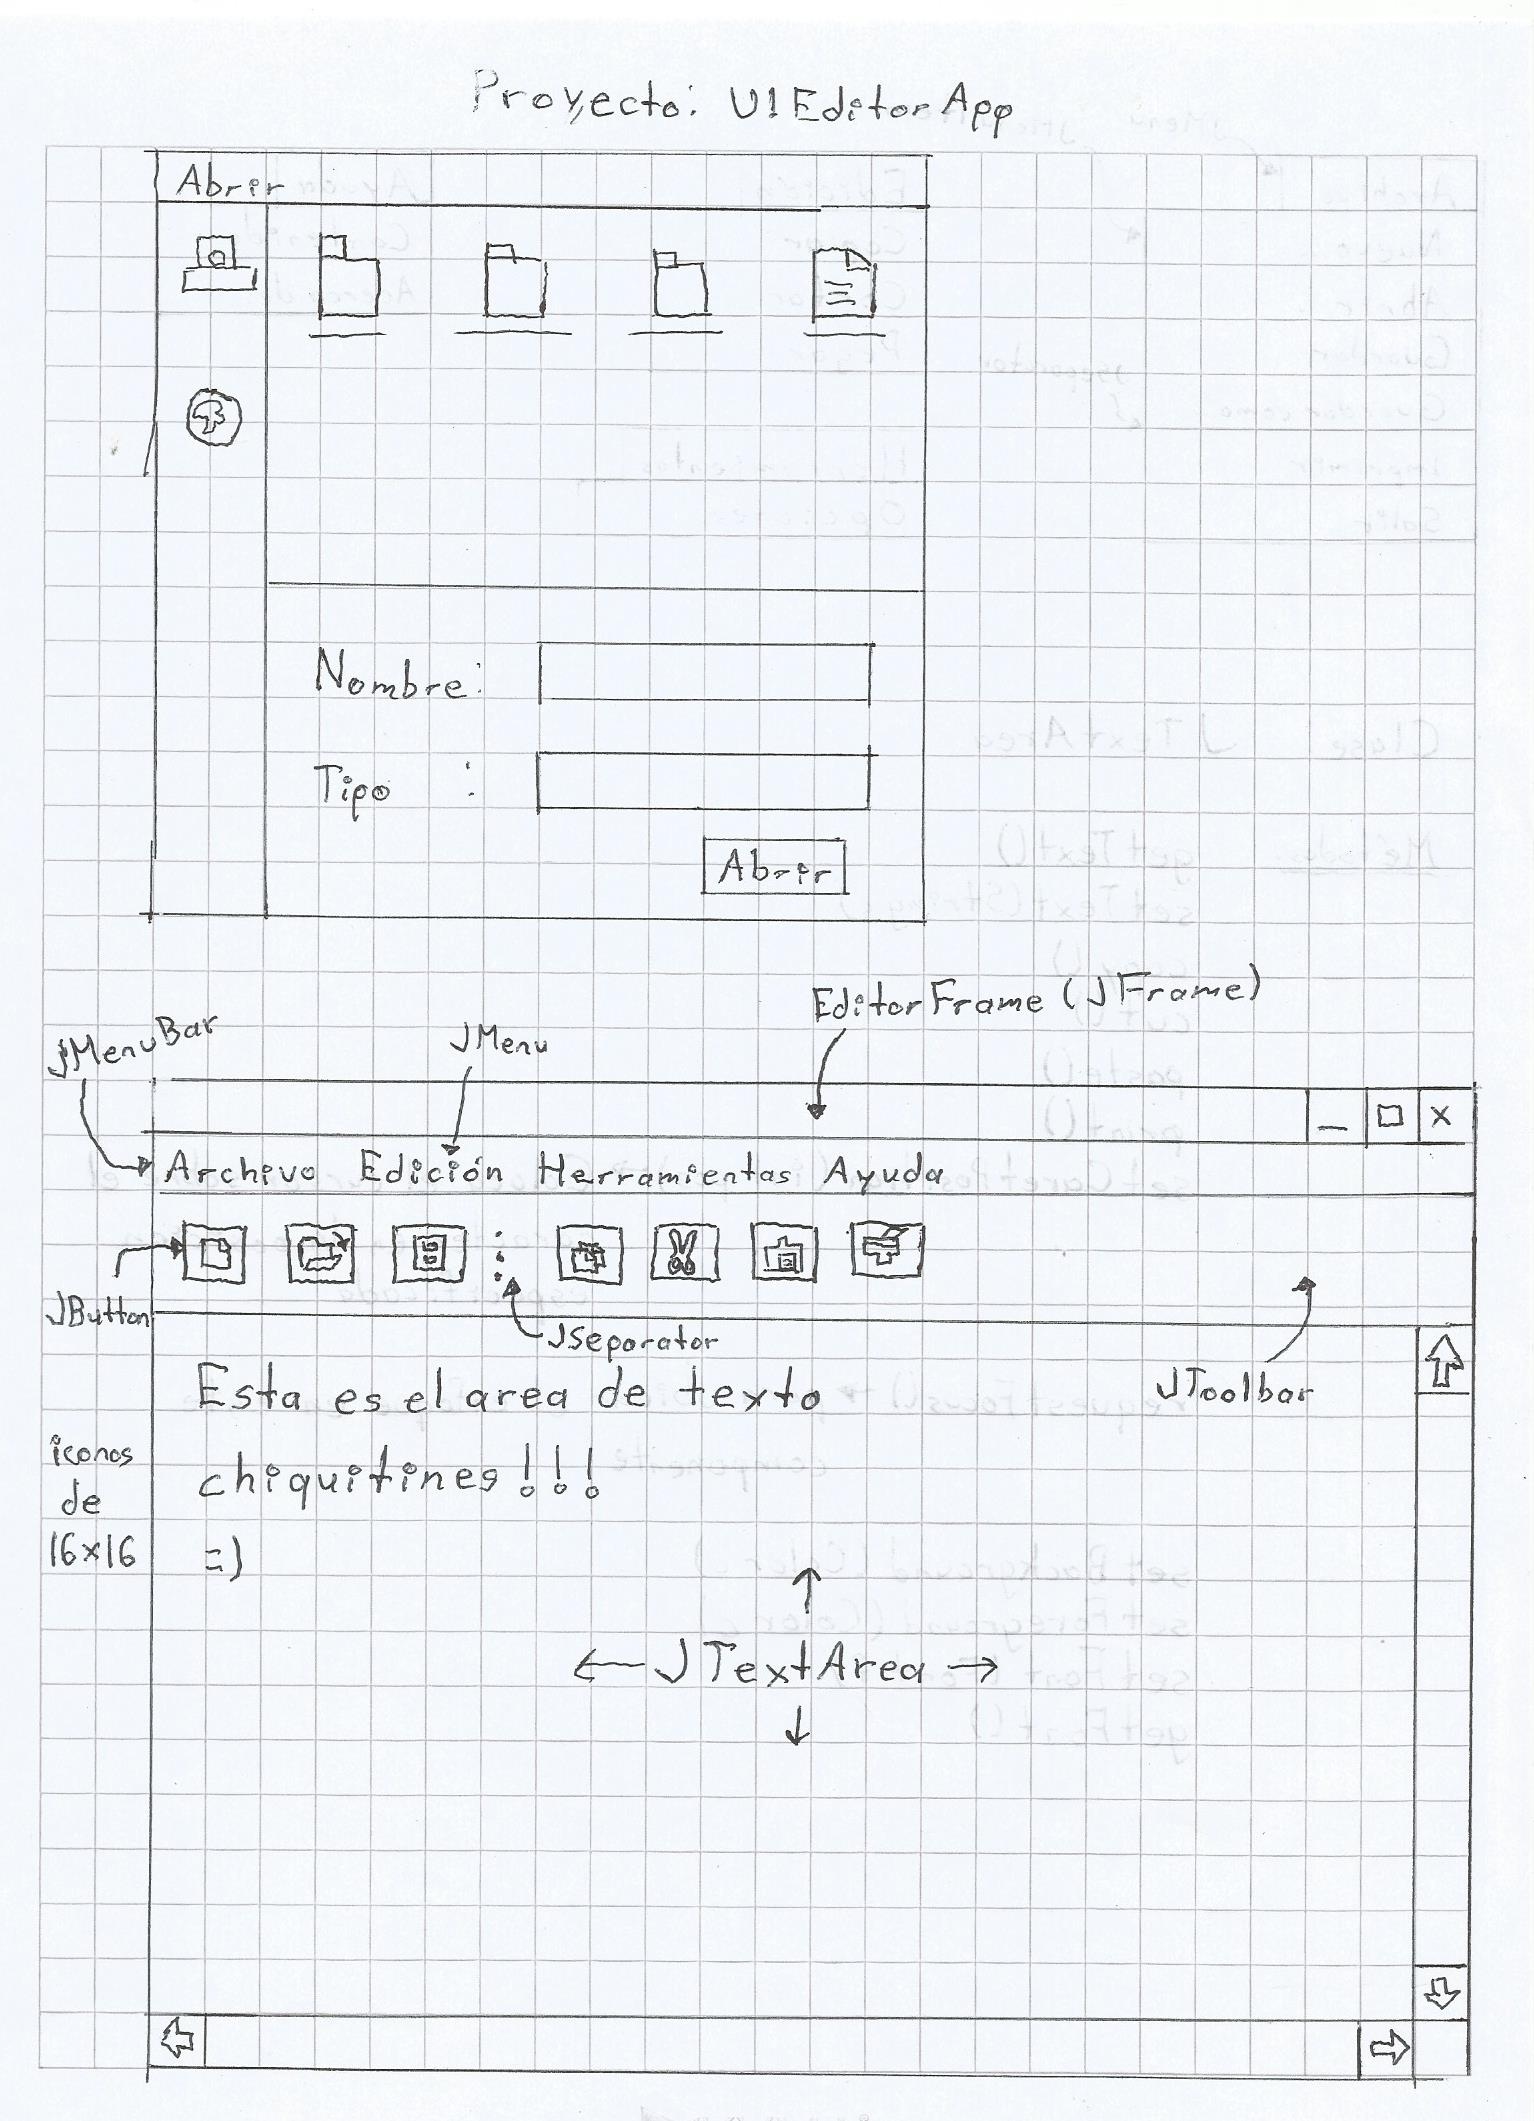 Proyecto: U1EditorApp
Abrir
Nombre:
Tipo :
Abrir
EditorFrame (JFrame)
JMenuBar
JMenu
_ □ x
Archivo Edición Herramientas Ayuda
JButton
JSeparator
JToolbar
Esta es el area de texto
chiquitines!!!
=)
iconos
de
16x16
JTextArea